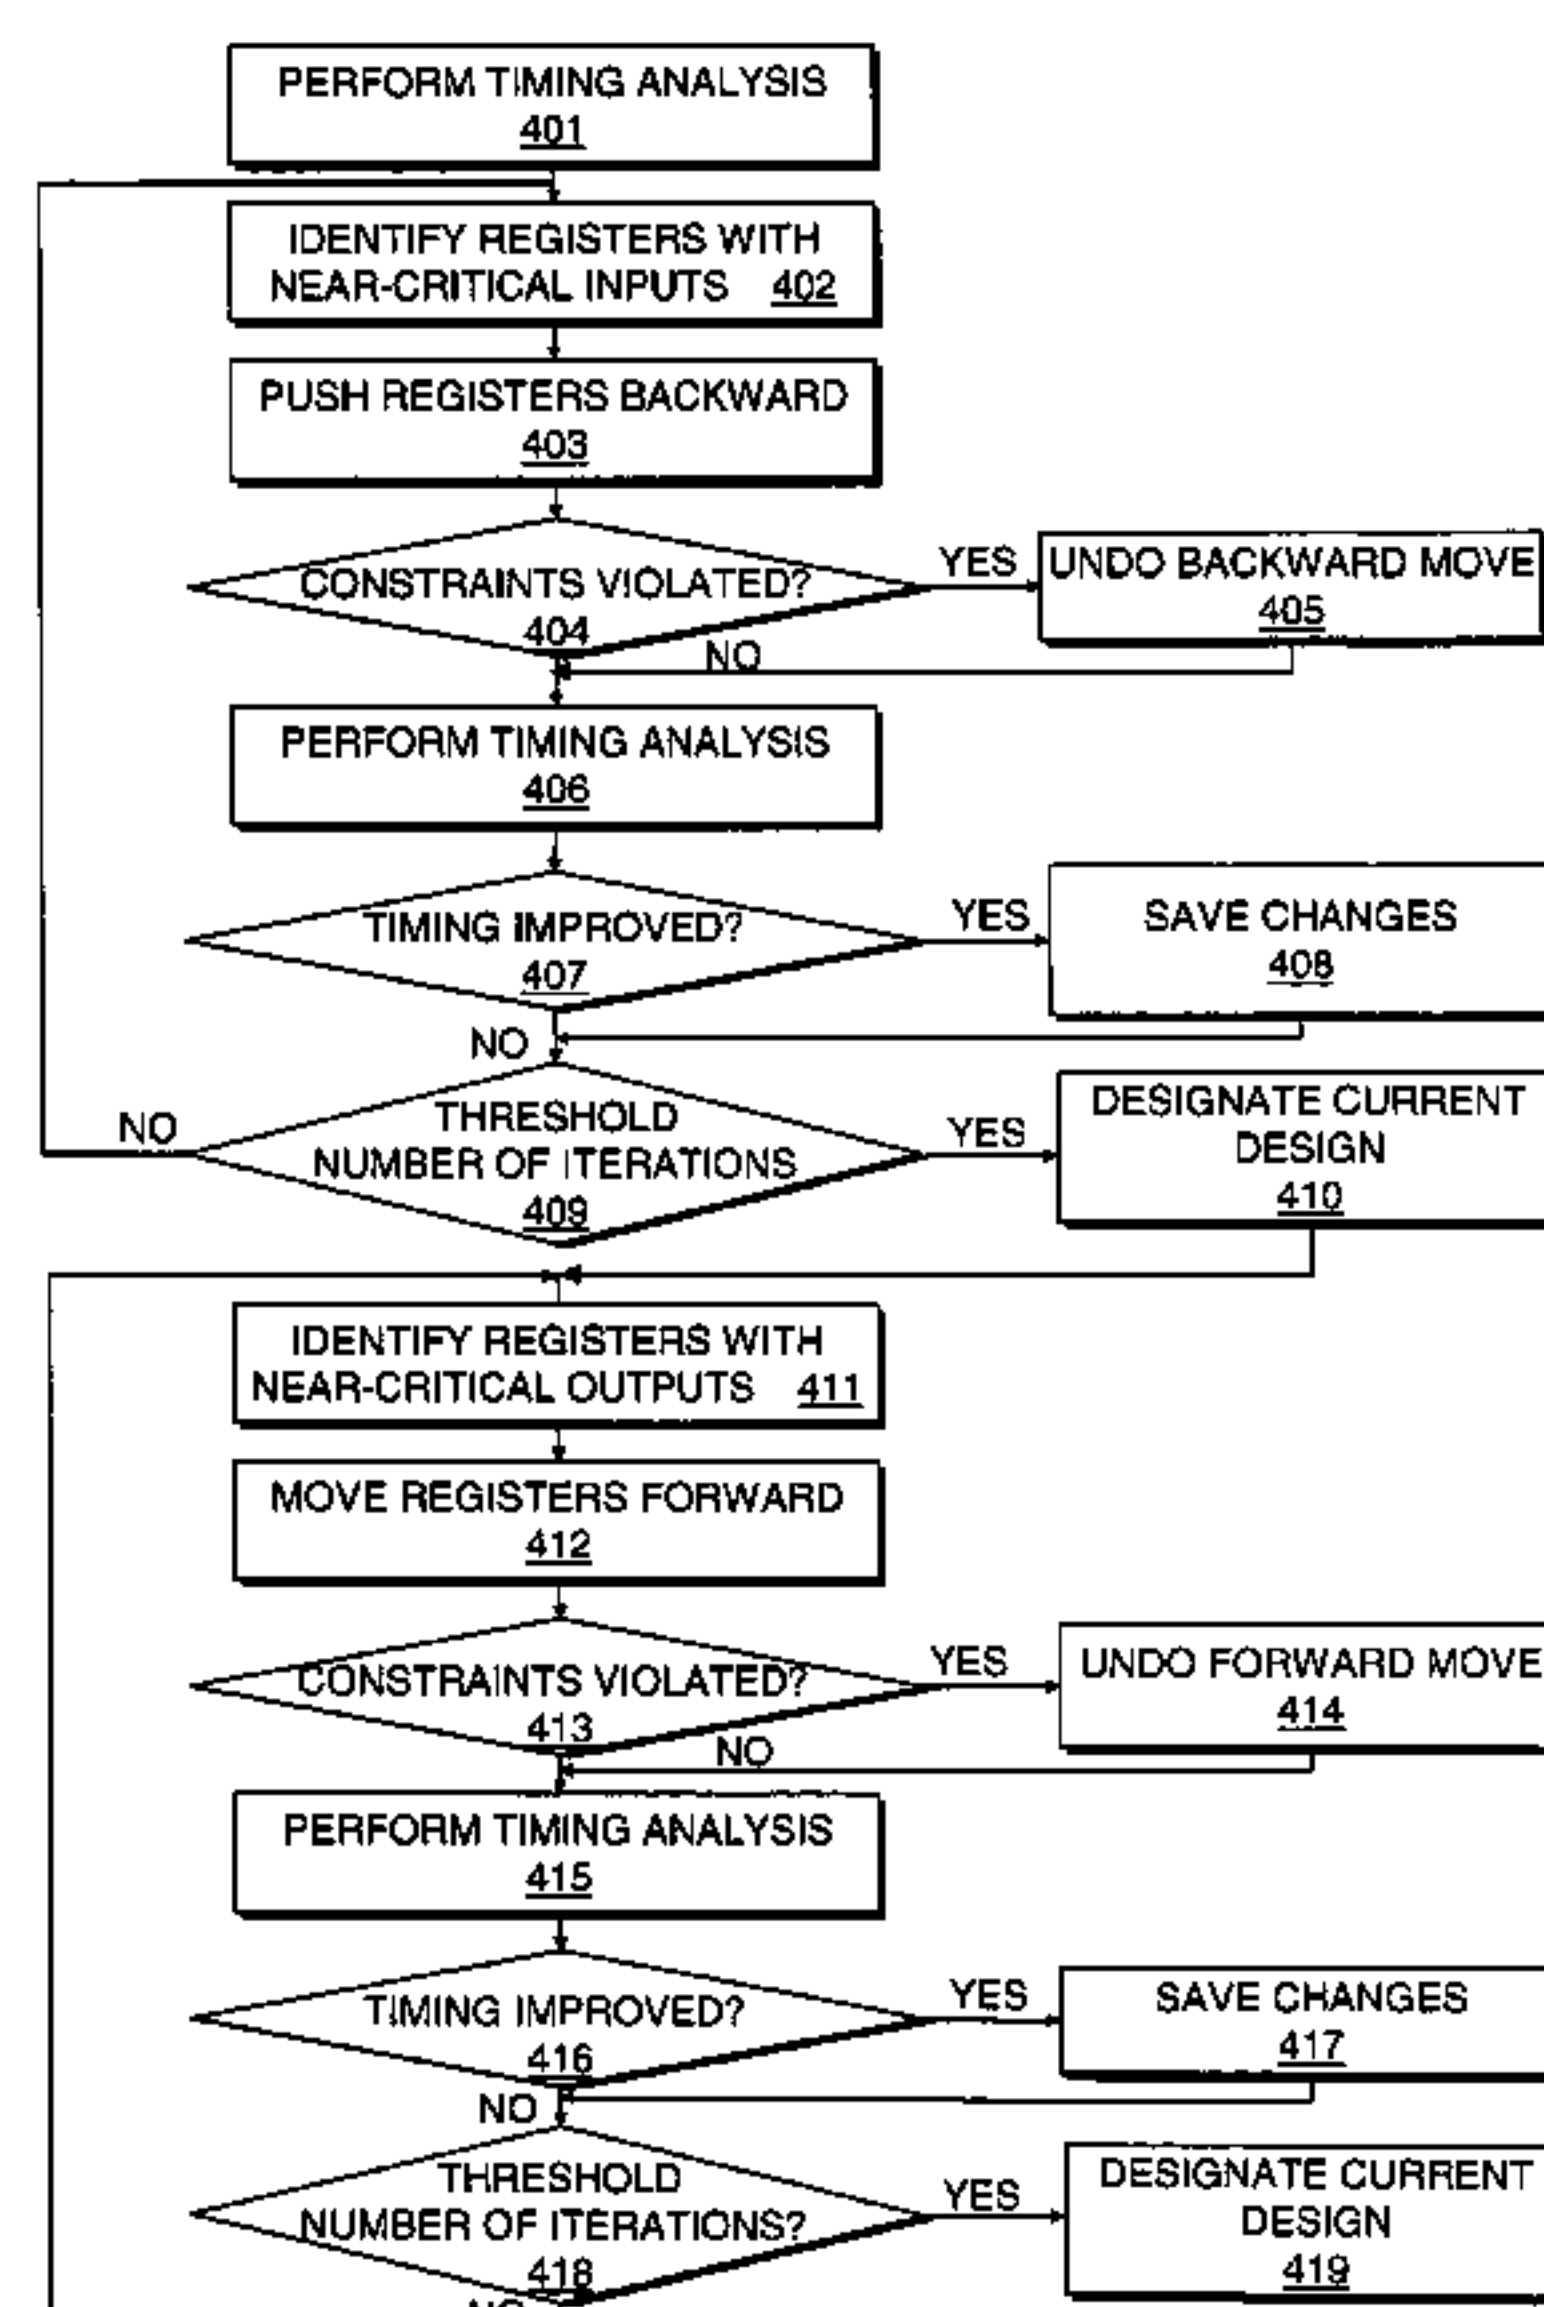 PERFORM TIMING ANALYSIS
401
IDENTIFY REGISTERS WITH
NEAR-CRITICAL INPUTS 402
PUSH REGISTERS BACKWARD
403
CONSTRAINTS VIOLATED?
404
YES
UNDO BACKWARD MOVE
405
NO
PERFORM TIMING ANALYSIS
406
TIMING IMPROVED?
407
YES
SAVE CHANGES
408
NO
THRESHOLD
NUMBER OF ITERATIONS
409
NO
YES
DESIGNATE CURRENT
DESIGN
410
IDENTIFY REGISTERS WITH
NEAR-CRITICAL OUTPUTS 411
MOVE REGISTERS FORWARD
412
CONSTRAINTS VIOLATED?
413
YES
UNDO FORWARD MOVE
414
NO
PERFORM TIMING ANALYSIS
415
TIMING IMPROVED?
416
YES
SAVE CHANGES
417
NO
THRESHOLD
NUMBER OF ITERATIONS?
418
YES
DESIGNATE CURRENT
DESIGN
419
NO